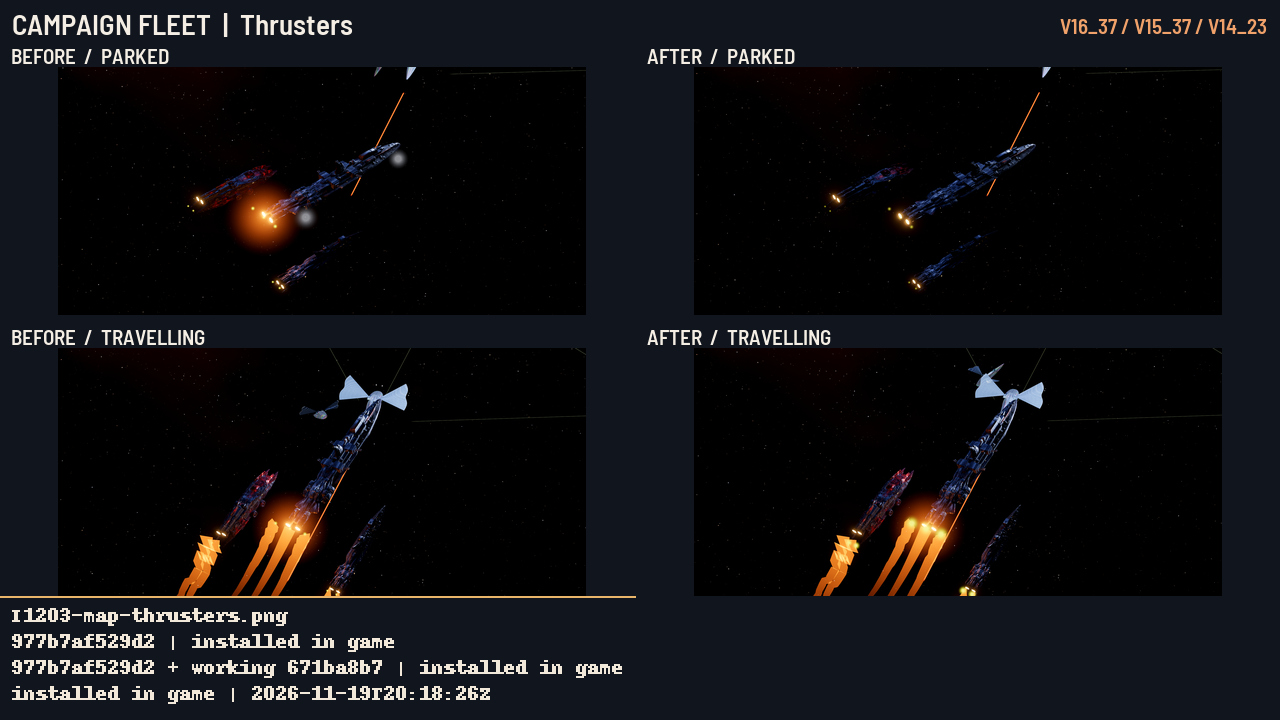 CAMPAIGN FLEET | Thrusters
V16_37 / V15_37 / V14_23
BEFORE / PARKED
AFTER / PARKED
BEFORE / TRAVELLING
AFTER / TRAVELLING
I1203-map-thrusters.png
977b7af529d2 | installed in game
977b7af529d2 + working 671ba8b7 | installed in game
installed in game | 2026-11-19T20:18:26Z